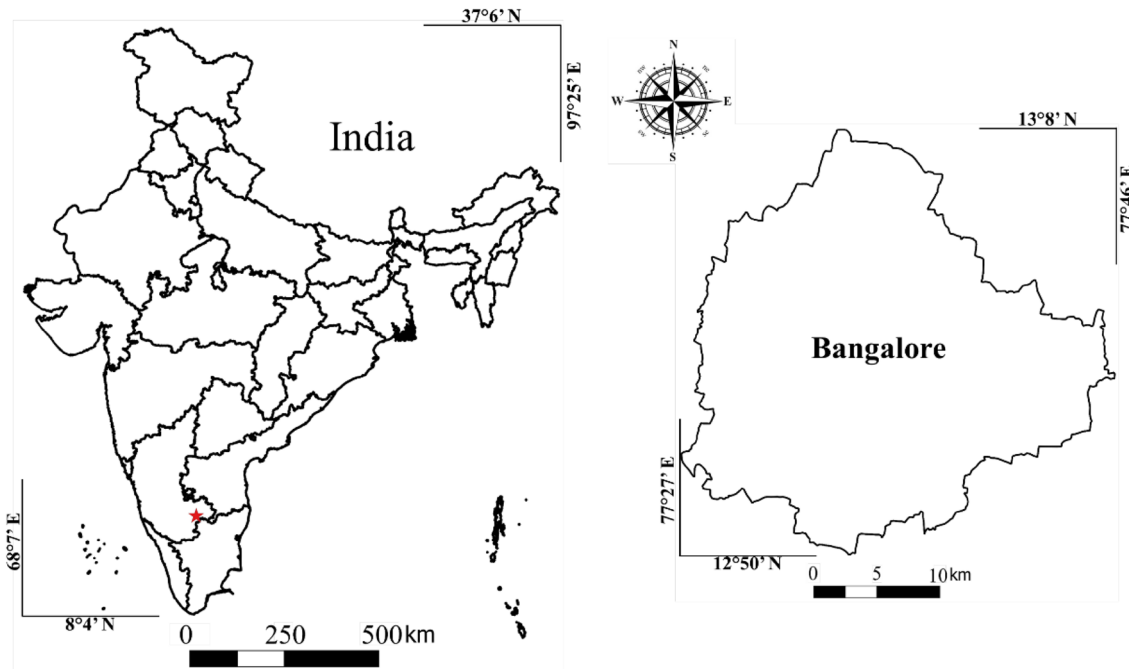 37°6’ N
97°25’ E
India
68°7’ E
8°4’ N
0 250 500km
N
W E
S
13°8’ N
77°46’ E
Bangalore
77°27’ E
12°50’ N
0 5 10km